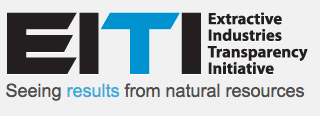 EITI
Extractive
Industries
Transparency
Initiative
Seeing results from natural resources